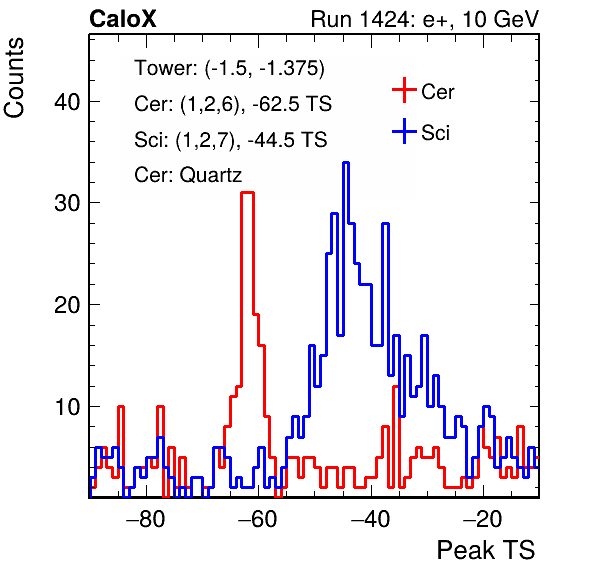 CaloX
Run 1424: e+, 10 GeV
Counts
Tower: (-1.5, -1.375)
Cer: (1,2,6), -62.5 TS
Sci: (1,2,7), -44.5 TS
Cer: Quartz
Cer
Sci
40
30
20
10
−80 −60 −40 −20
Peak TS